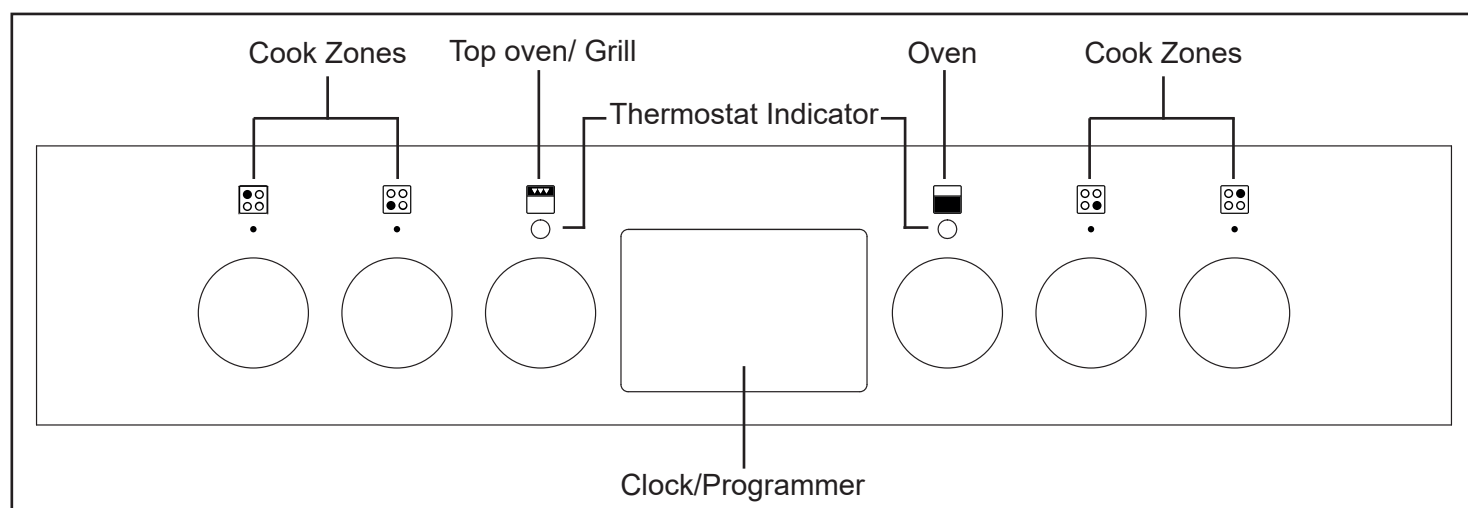 Cook Zones
Top oven/ Grill
Oven
Cook Zones
Thermostat Indicator
Clock/Programmer